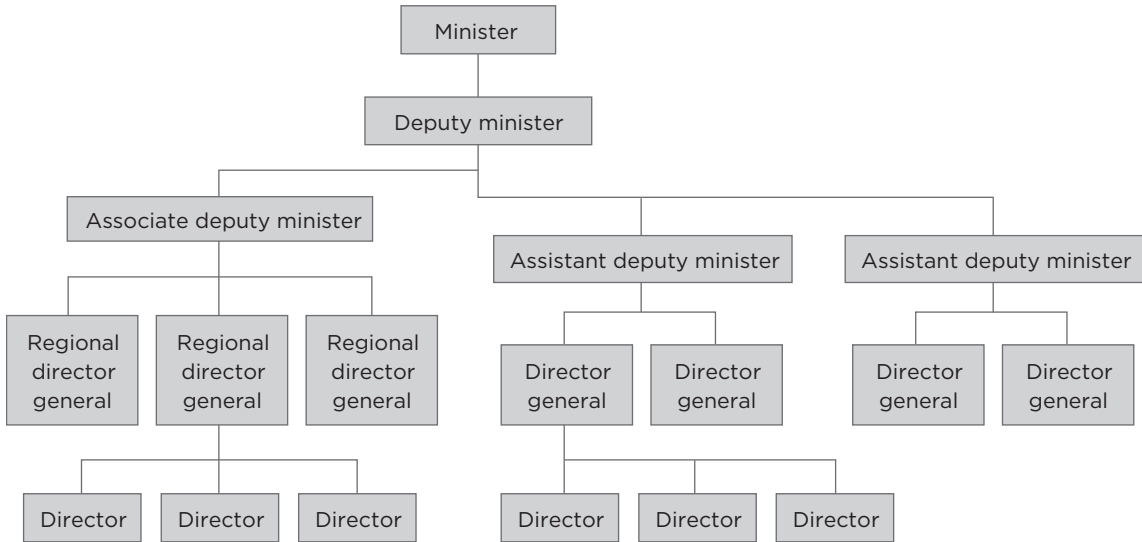 Minister
Deputy minister
Associate deputy minister
Assistant deputy minister
Assistant deputy minister
Regional
director
general
Regional
director
general
Regional
director
general
Director
general
Director
general
Director
general
Director
general
Director
Director
Director
Director
Director
Director